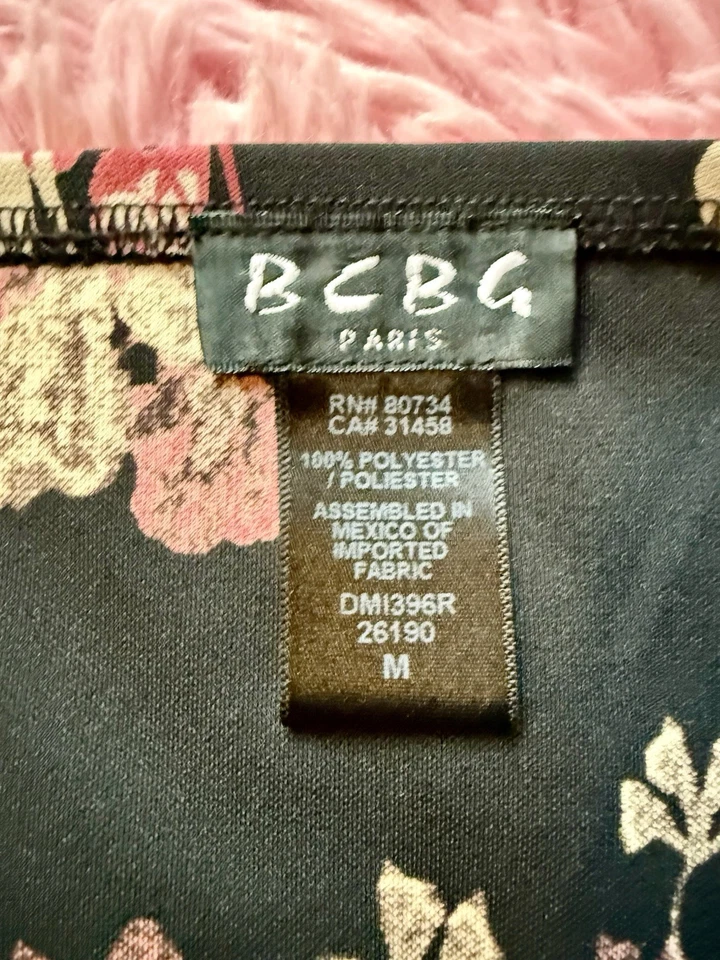 BCBG
PARIS
RN# 80734
CA# 31458
100% POLYESTER
/ POLIESTER
ASSEMBLED IN
MEXICO OF
IMPORTED
FABRIC
DMI396R
26190
M